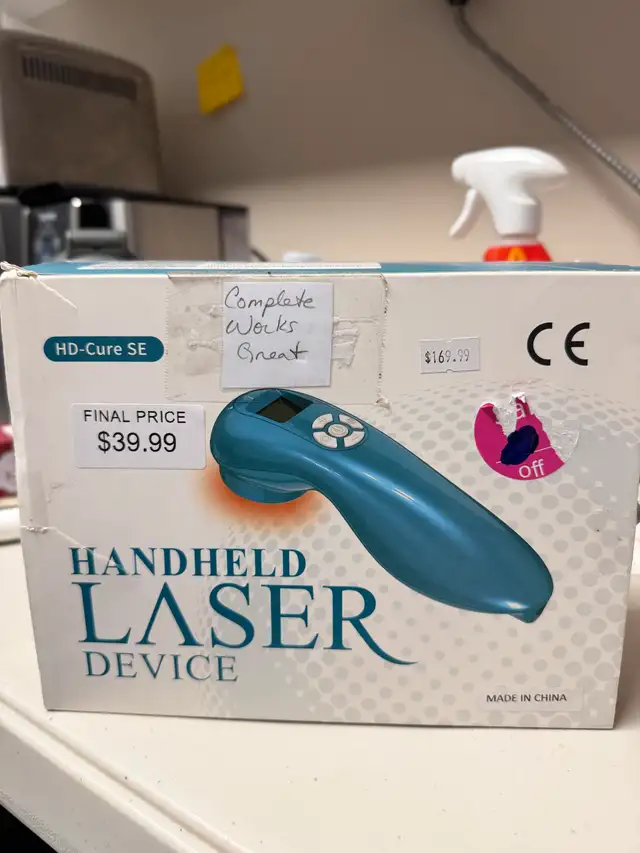 Complete
Works
Great
HD-Cure SE
$169.99
CE
FINAL PRICE
$39.99
Off
HANDHELD
LASER
DEVICE
MADE IN CHINA